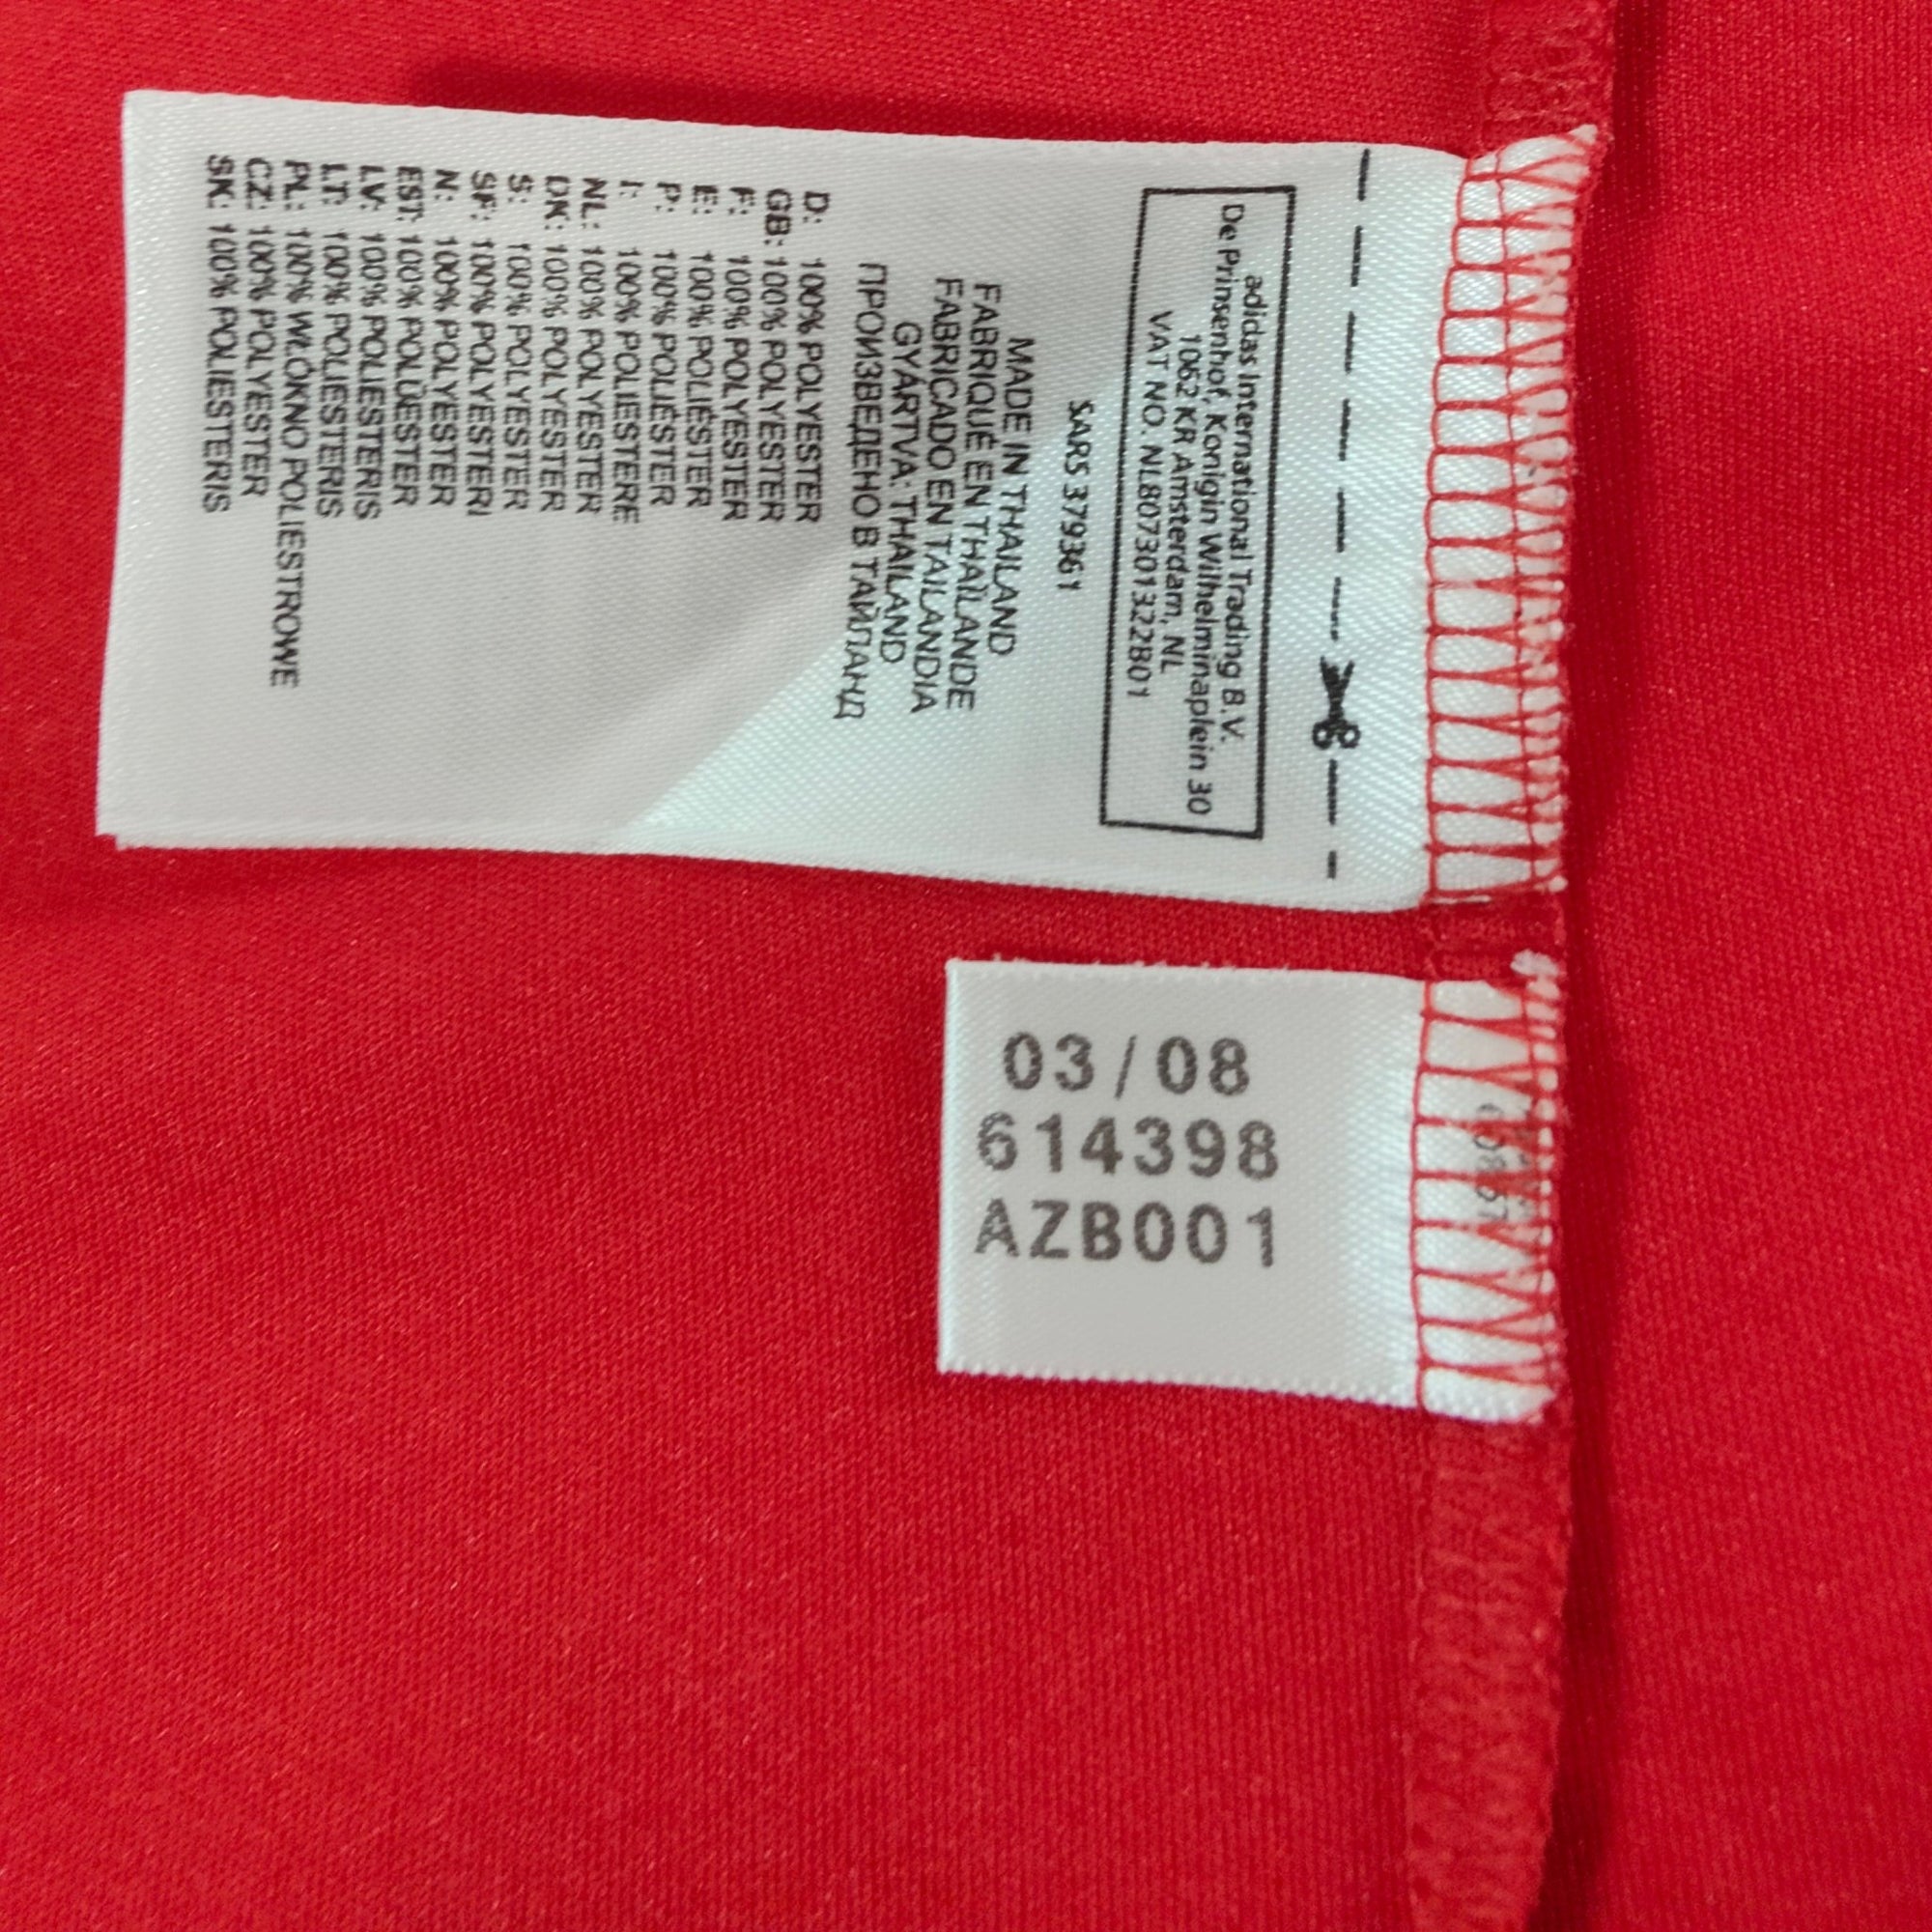 adidas International Trading B.V.
De Prinsenhof, Konigin Wilhelminaplein 30
1062 KR Amsterdam, NL
VAT NO. NL807301322B01
SARS 379361
MADE IN THAILAND
FABRIQUÉ EN THAÏLANDE
FABRICADO EN TAILANDIA
GYÁRTVA: THAILAND
ПРОИЗВЕДЕНО В ТАЙЛАНД
D: 100% POLYESTER
GB: 100% POLYESTER
F: 100% POLYESTER
E: 100% POLIÉSTER
P: 100% POLIÉSTER
I: 100% POLIESTERE
NL: 100% POLYESTER
DK: 100% POLYESTER
S: 100% POLYESTER
SF: 100% POLYESTERI
N: 100% POLYESTER
EST: 100% POLÜESTER
LV: 100% POLIESTERIS
LT: 100% POLIESTERIS
PL: 100% WŁÓKNO POLIESTROWE
CZ: 100% POLYESTER
SK: 100% POLIESTERIS
03/08
614398
AZB001